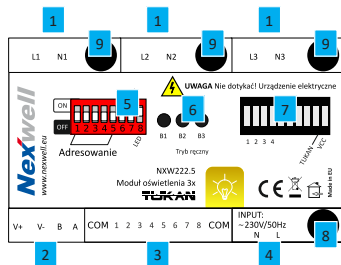 1 9 1 9 1 9
L1 N1 L2 N2 L3 N3
UWAGA Nie dotykać! Urządzenie elektryczne
ON
OFF
5
1 2 3 4 5 6 7 8
LED
Adresowanie
6
B1 B2 B3
Tryb ręczny
7
1 2 3 4
TUKAN
VCC
Nexwell
www.nexwell.eu
NXW222.5
Moduł oświetlenia 3x
TUKAN
CE
Made in EU
V+ V- B A
COM 1 2 3 4 5 6 7 8 COM
INPUT:
~230V/50Hz
N L
8
2 3 4